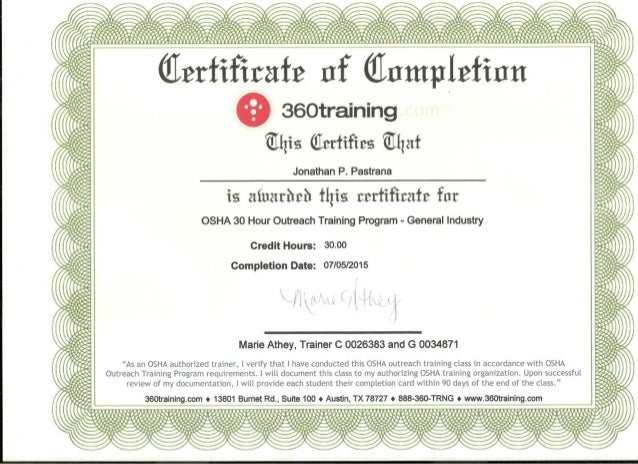 Certificate of Completion
360training.com™
This Certifies That
Jonathan P. Pastrana
is awarded this certificate for
OSHA 30 Hour Outreach Training Program - General Industry
Credit Hours: 30.00
Completion Date: 07/05/2015
Marie Athey
Marie Athey, Trainer C 0026383 and G 0034871
"As an OSHA authorized trainer, I verify that I have conducted this OSHA outreach training class in accordance with OSHA
Outreach Training Program requirements. I will document this class to my authorizing OSHA training organization. Upon successful
review of my documentation, I will provide each student their completion card within 90 days of the end of the class."
360training.com ♦ 13801 Burnet Rd., Suite 100 ♦ Austin, TX 78727 ♦ 888-360-TRNG ♦ www.360training.com